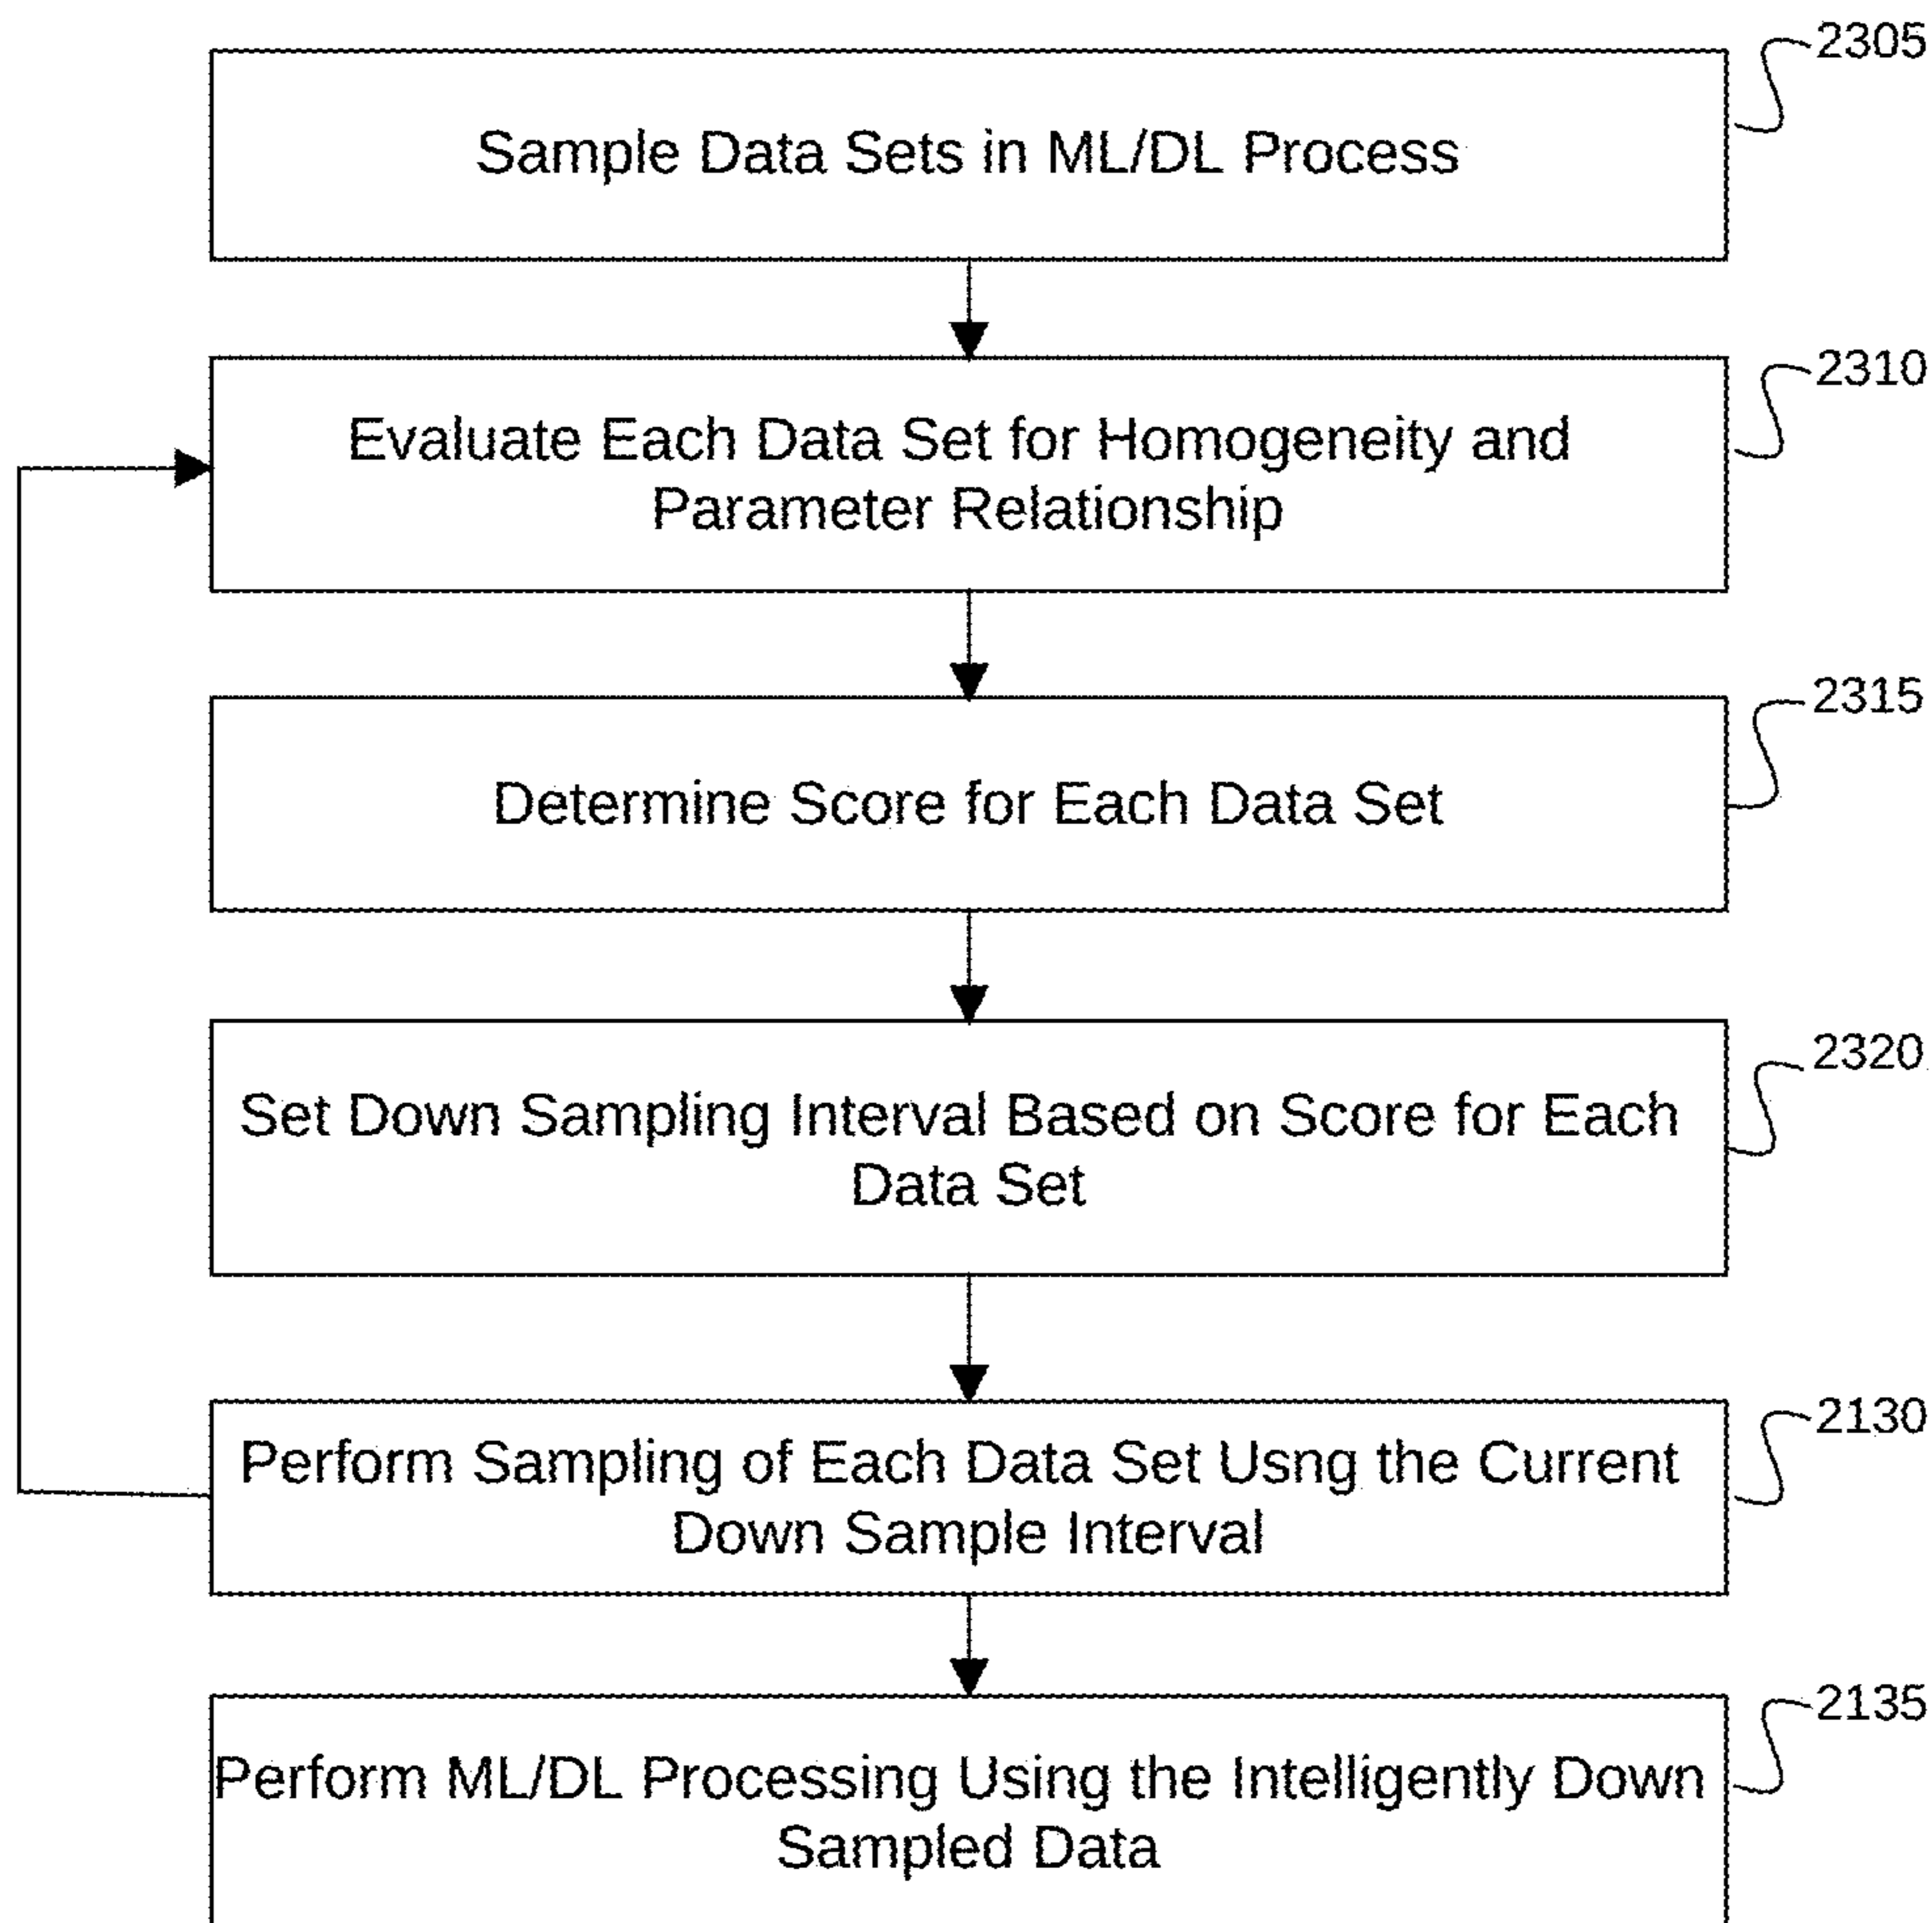 2305
Sample Data Sets in ML/DL Process
2310
Evaluate Each Data Set for Homogeneity and
Parameter Relationship
2315
Determine Score for Each Data Set
2320
Set Down Sampling Interval Based on Score for Each
Data Set
2130
Perform Sampling of Each Data Set Usng the Current
Down Sample Interval
2135
Perform ML/DL Processing Using the Intelligently Down
Sampled Data